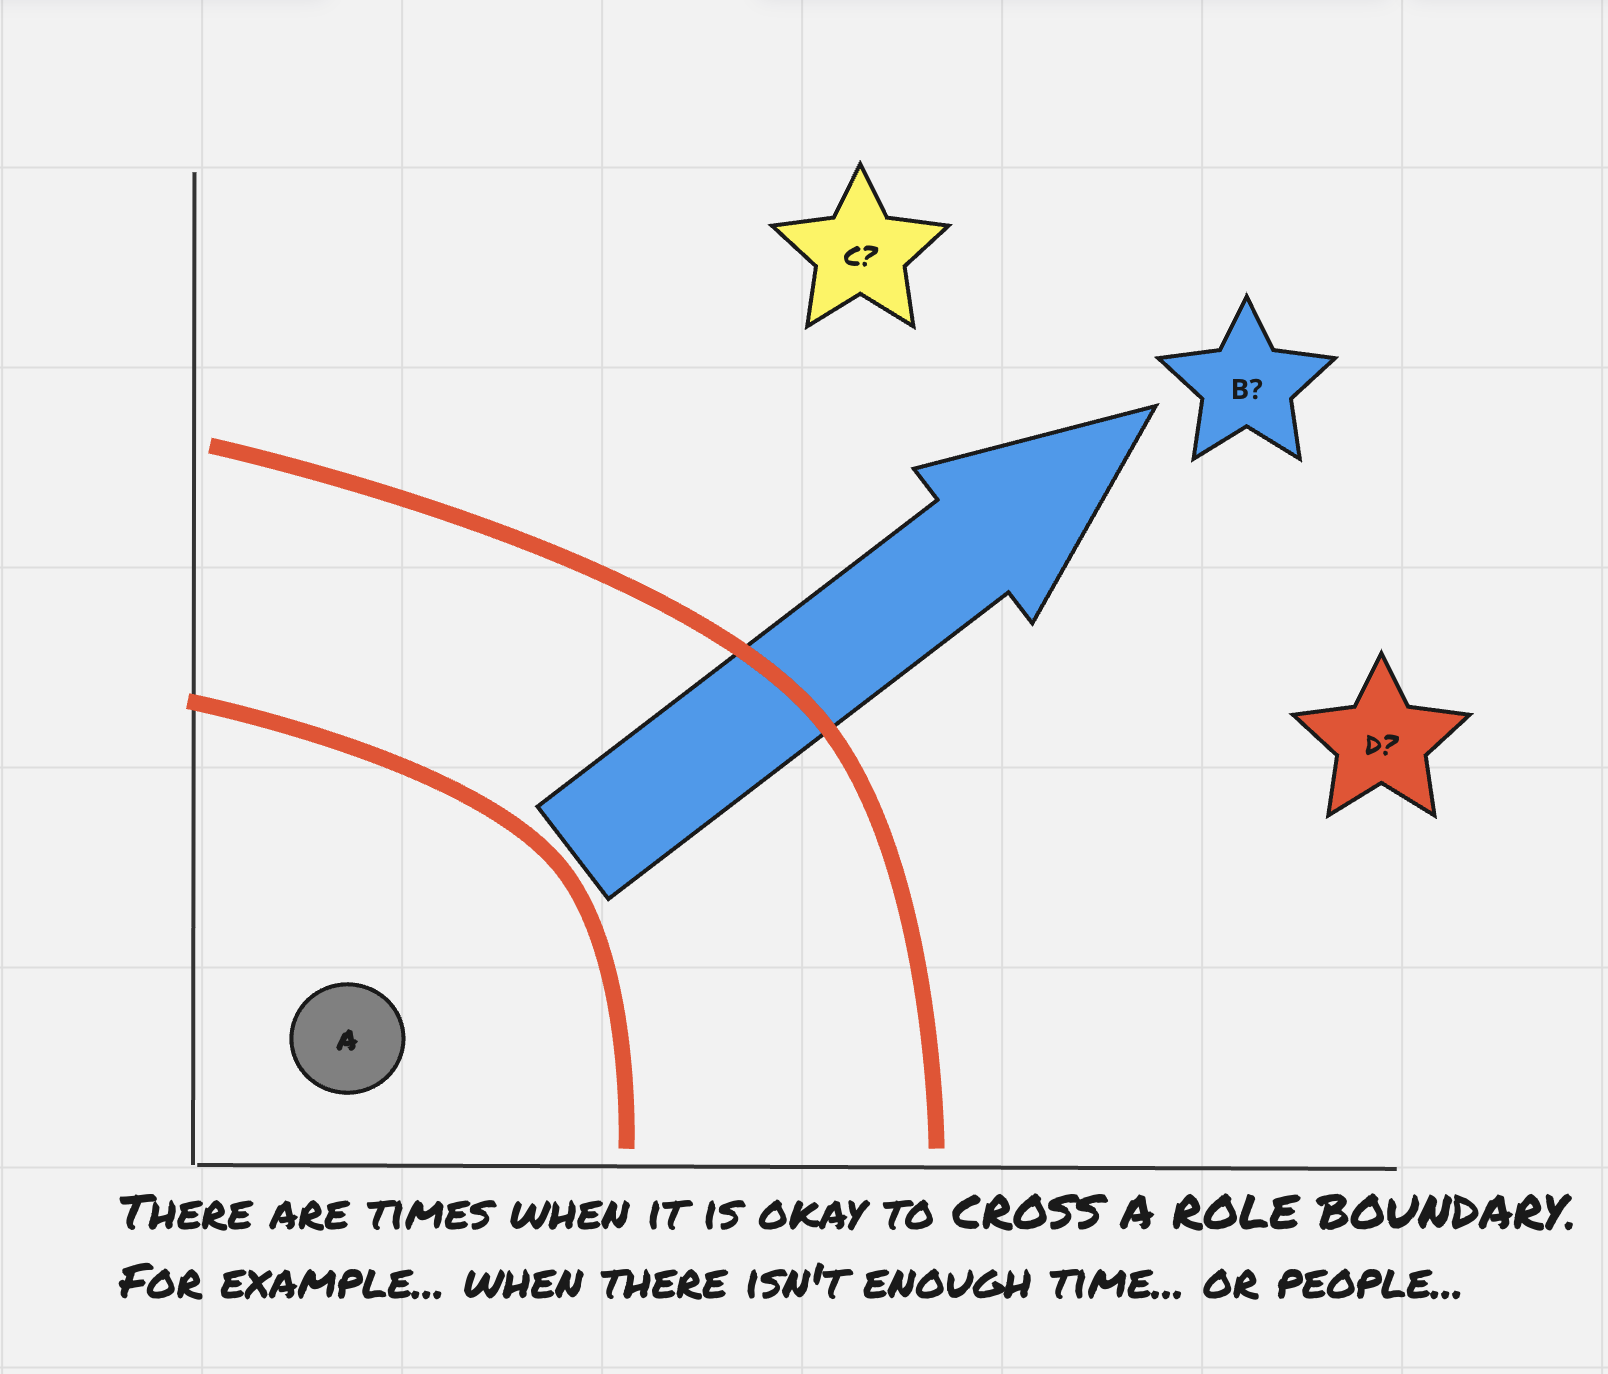 C?
B?
D?
A
There are times when it is okay to CROSS A ROLE BOUNDARY.
For example... when there isn't enough time... or people...